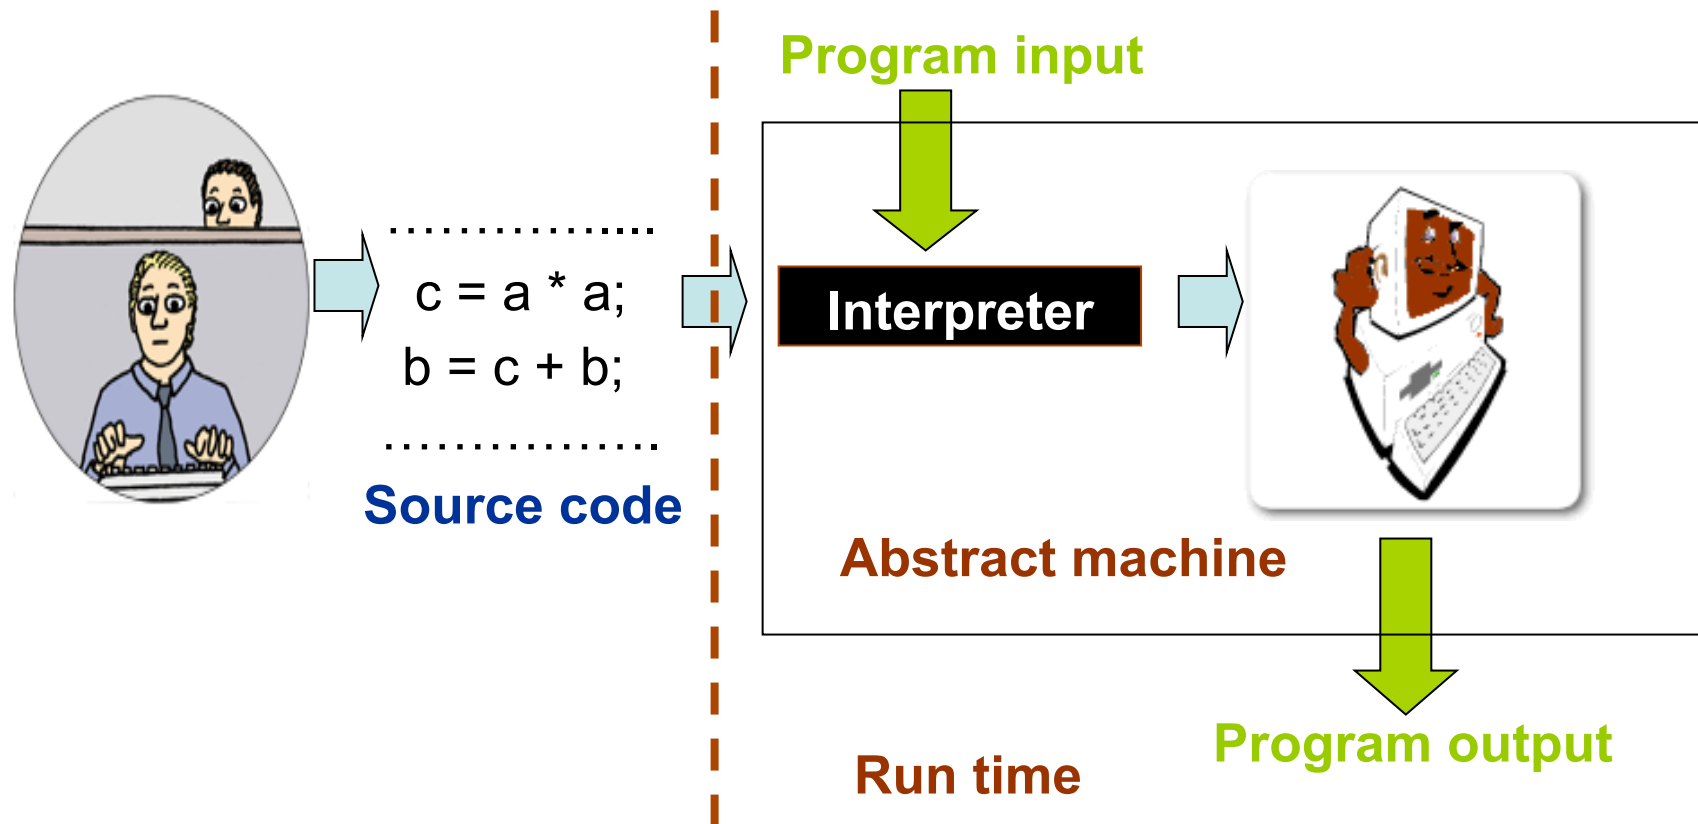 Program input
……………....
c = a * a;
b = c + b;
……………….
Source code
Interpreter
Abstract machine
Program output
Run time